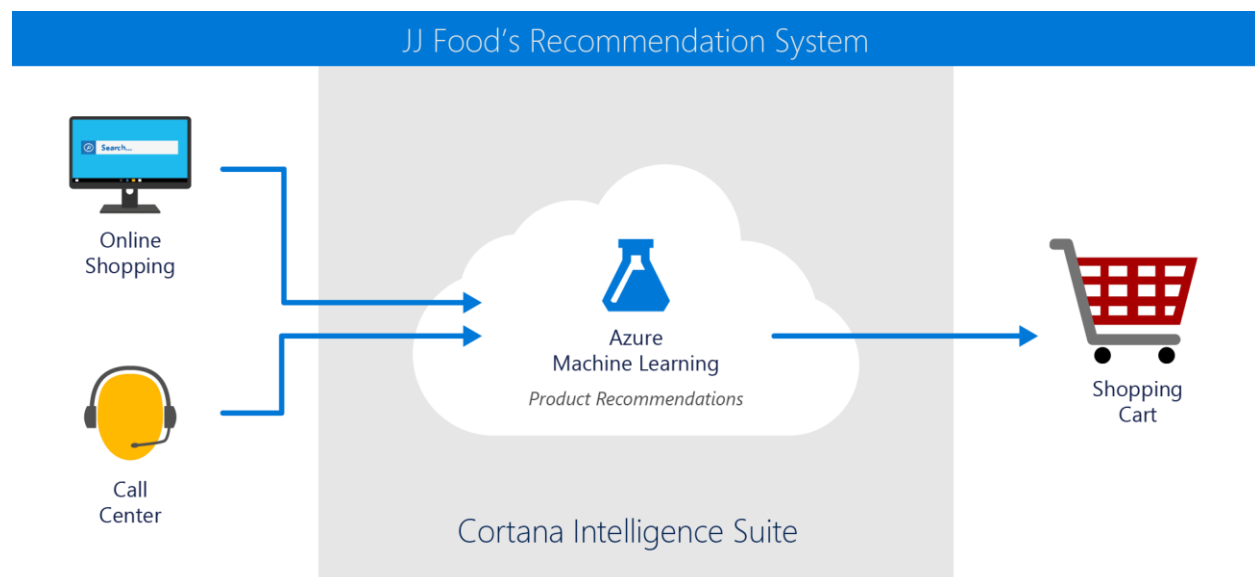 JJ Food's Recommendation System
Search...
Online
Shopping
Call
Center
Azure
Machine Learning
Product Recommendations
Cortana Intelligence Suite
Shopping
Cart